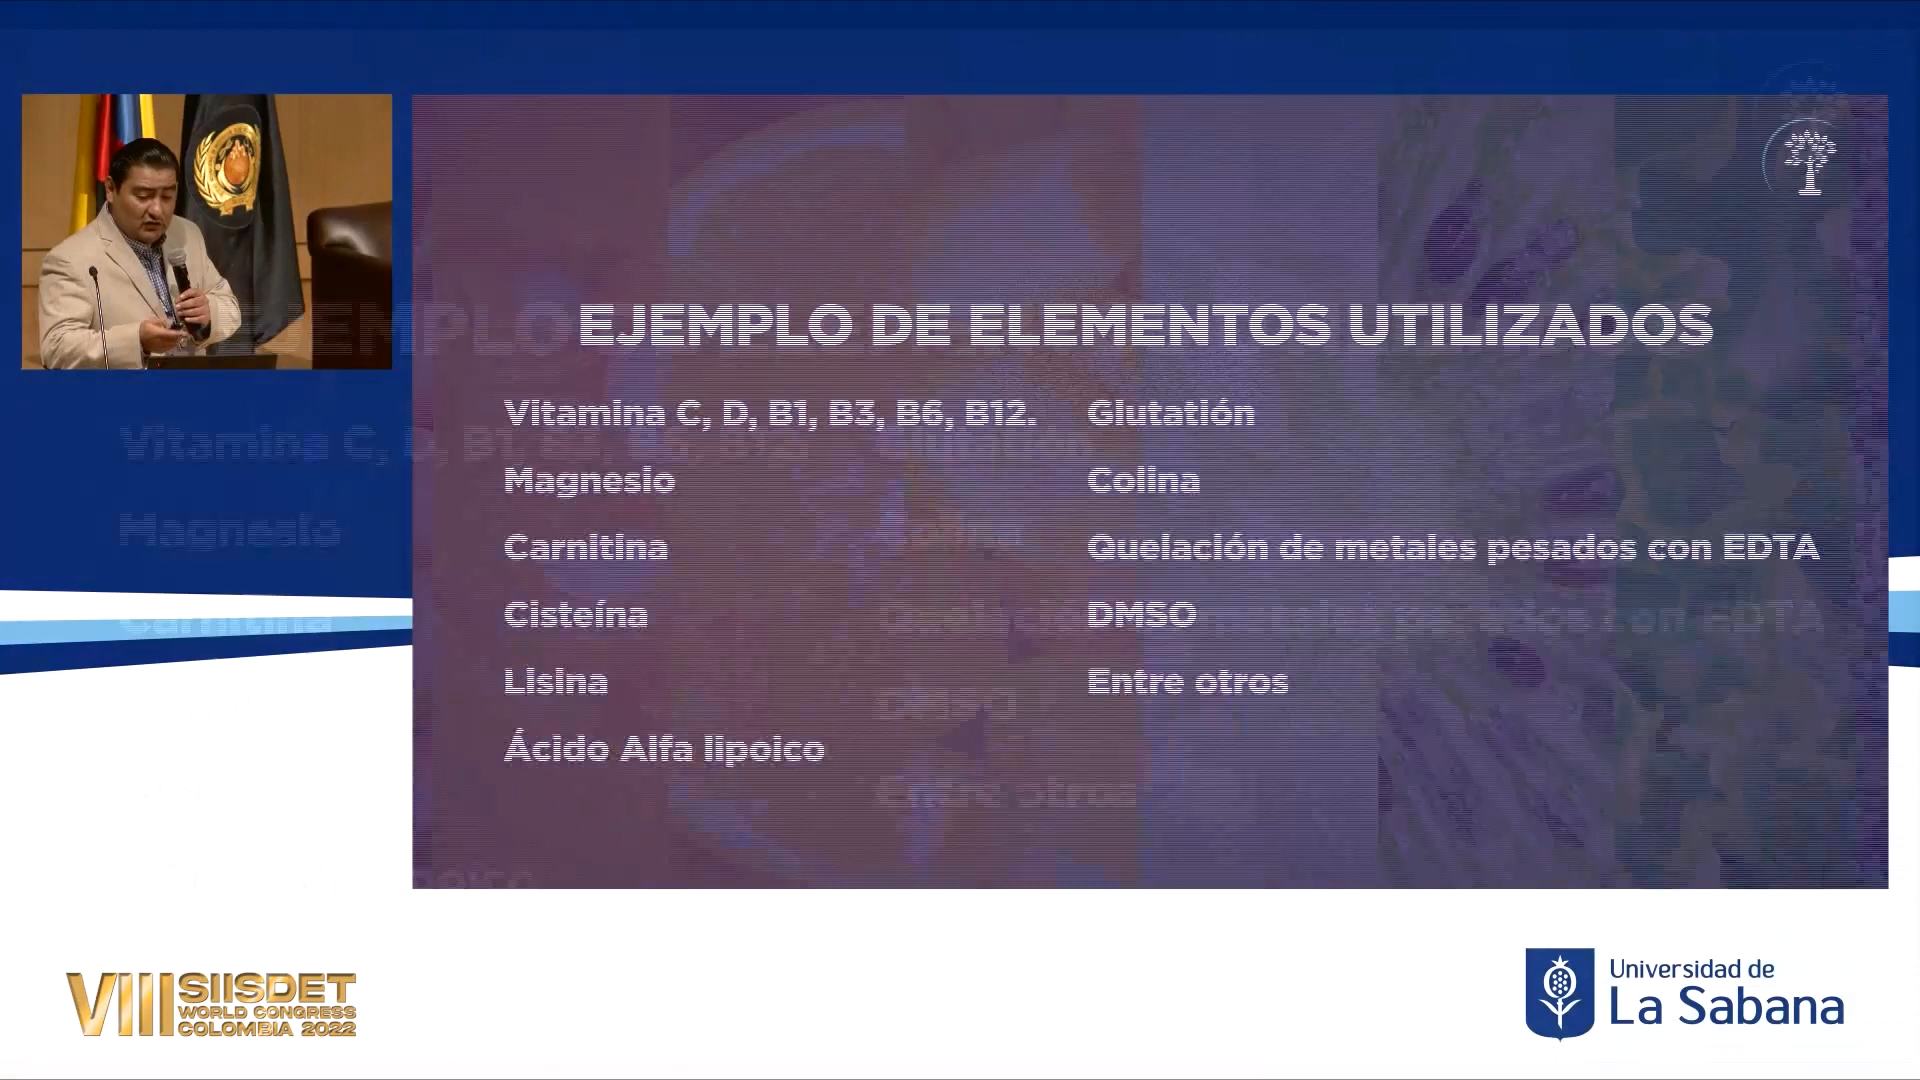 EJEMPLO DE ELEMENTOS UTILIZADOS
Vitamina C, D, B1, B3, B6, B12.
Magnesio
Carnitina
Cisteína
Lisina
Ácido Alfa lipoico
Glutatión
Colina
Quelación de metales pesados con EDTA
DMSO
Entre otros
VIII SIISDET
WORLD CONGRESS
COLOMBIA 2022
Universidad de
La Sabana